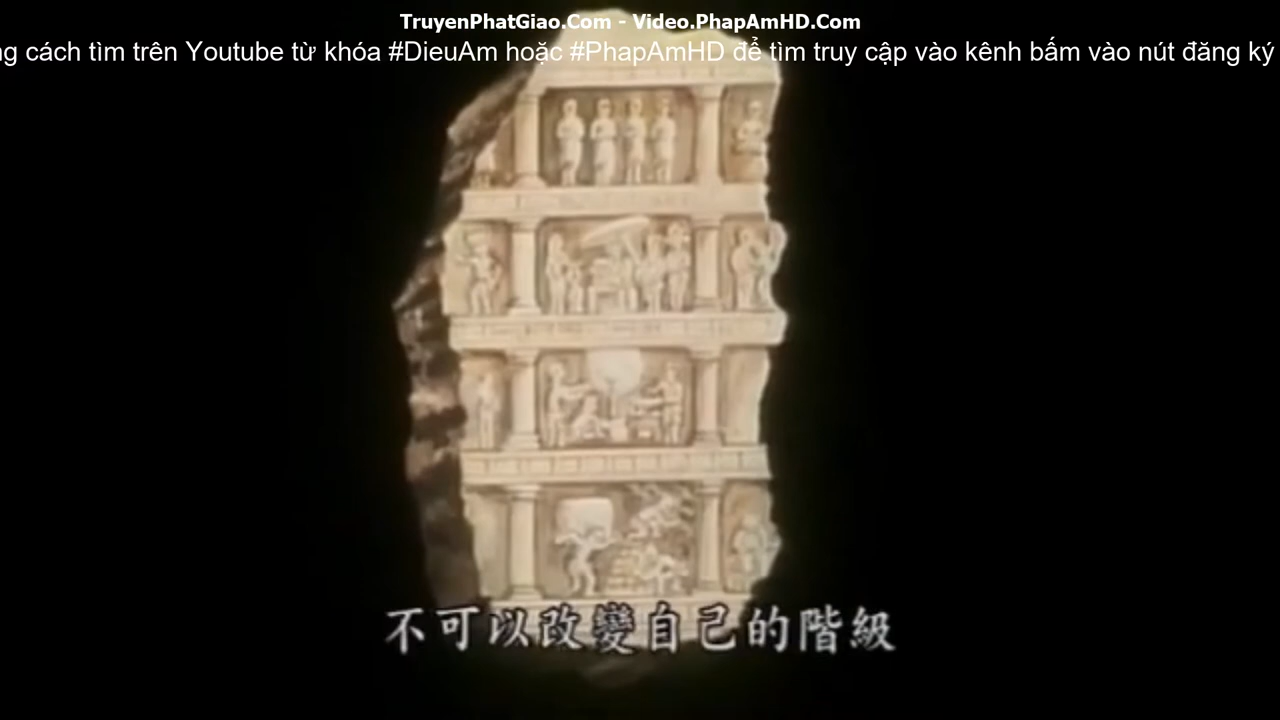 TruyenPhatGiao.Com - Video.PhapAmHD.Com
cách tìm trên Youtube từ khóa #DieuAm hoặc #PhapAmHD để tìm truy cập vào kênh bấm vào nút đăng ký
不可以改變自己的階級